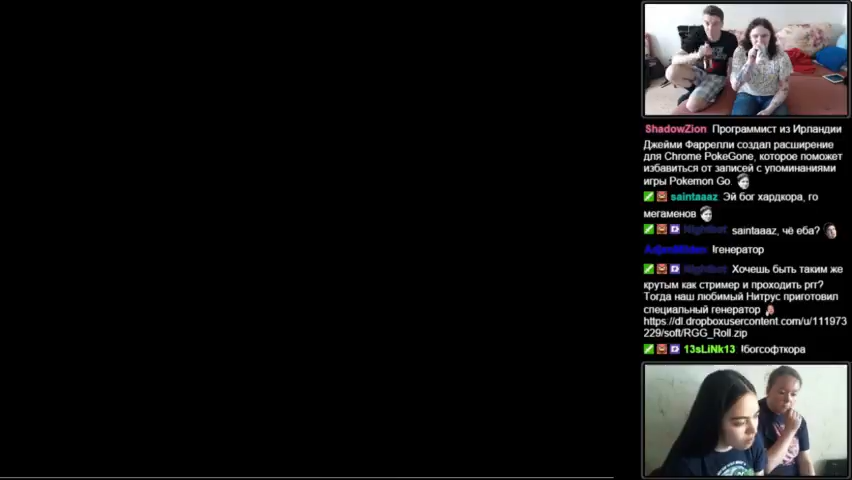 ShadowZion Программист из Ирландии
Джейми Фаррелли создал расширение
для Chrome PokeGone, которое поможет
избавиться от записей с упоминаниями
игры Pokemon Go.
saintaaaz Эй бог хардкора, го
мегаменов
Nightbot saintaaaz, чё еба?
!генератор
Nightbot Хочешь быть таким же
крутым как стример и проходить ргг?
Тогда наш любимый Нитрус приготовил
специальный генератор
https://dl.dropboxusercontent.com/u/111973
229/soft/RGG_Roll.zip
13sLiNk13 !богсофткора